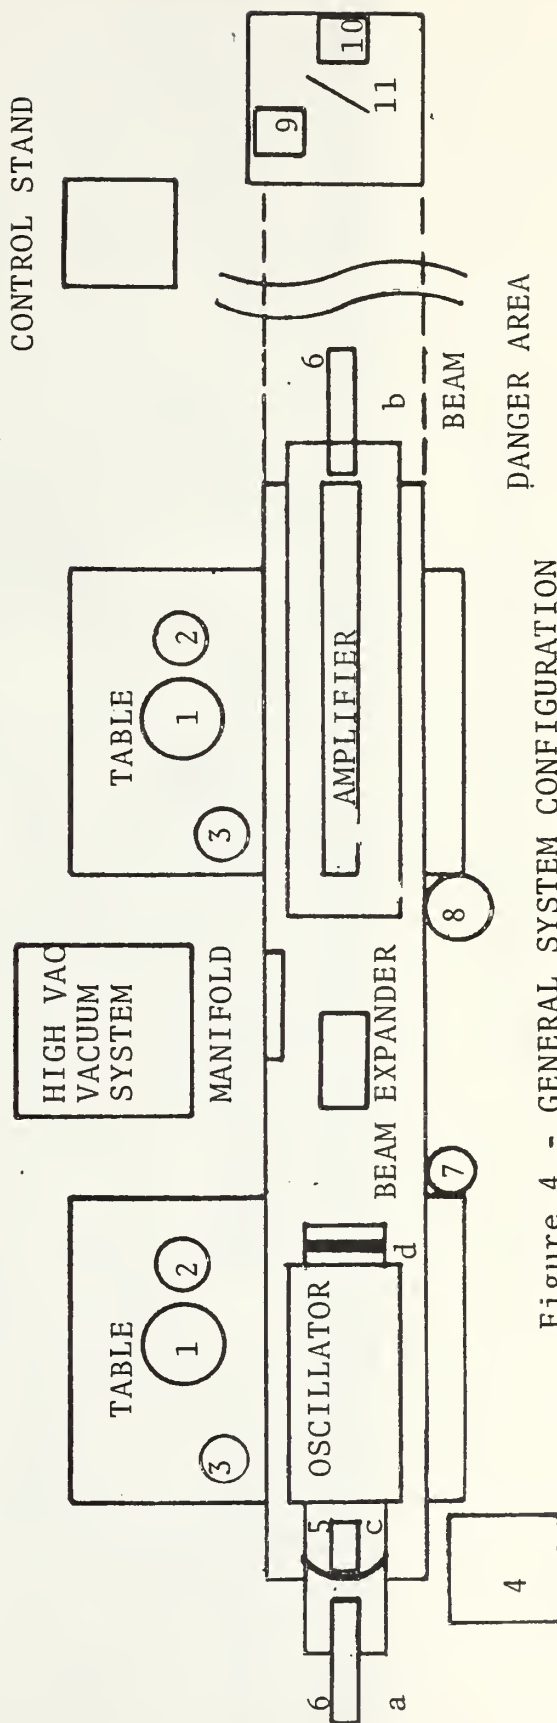 CONTROL STAND
HIGH VAC
VACUUM
SYSTEM
MANIFOLD
TABLE
1
2
3
TABLE
1
2
3
OSCILLATOR
5
c
d
6
a
4
BEAM EXPANDER
7
8
AMPLIFIER
6
b
BEAM
DANGER AREA
9
10
11
Figure 4 - GENERAL SYSTEM CONFIGURATION